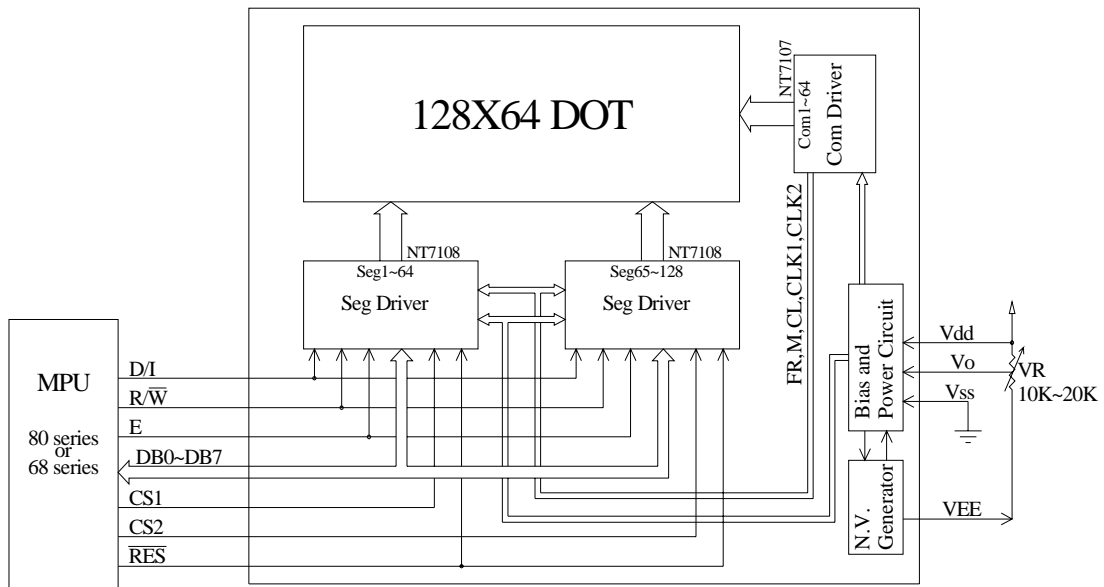 128X64 DOT
NT7107
Com1~64
Com Driver
NT7108
Seg1~64
Seg Driver
NT7108
Seg65~128
Seg Driver
FR,M,CL,CLK1,CLK2
Bias and
Power Circuit
Vdd
Vo
Vss
VR
10K~20K
N.V.
Generator
VEE
MPU
80 series
or
68 series
D/I
R/W̅
E
DB0~DB7
CS1
CS2
R̅E̅S̅